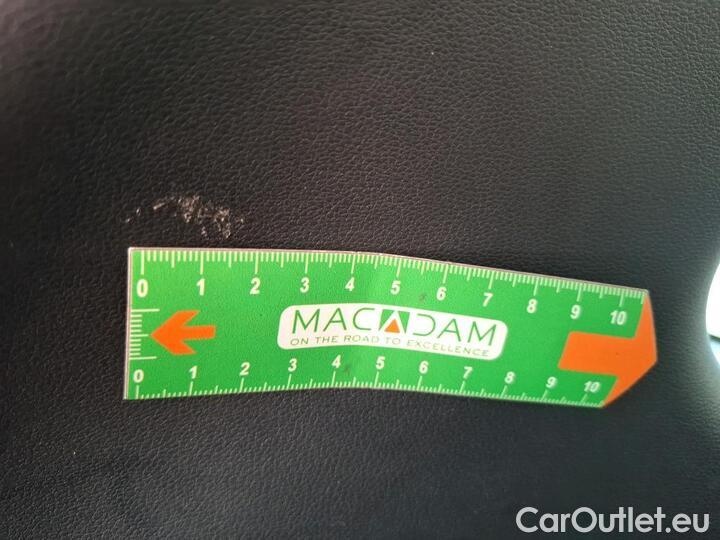 0 1 2 3 4 5 6 7 8 9 10
MACADAM
ON THE ROAD TO EXCELLENCE
0 1 2 3 4 5 6 7 8 9 10
CarOutlet.eu